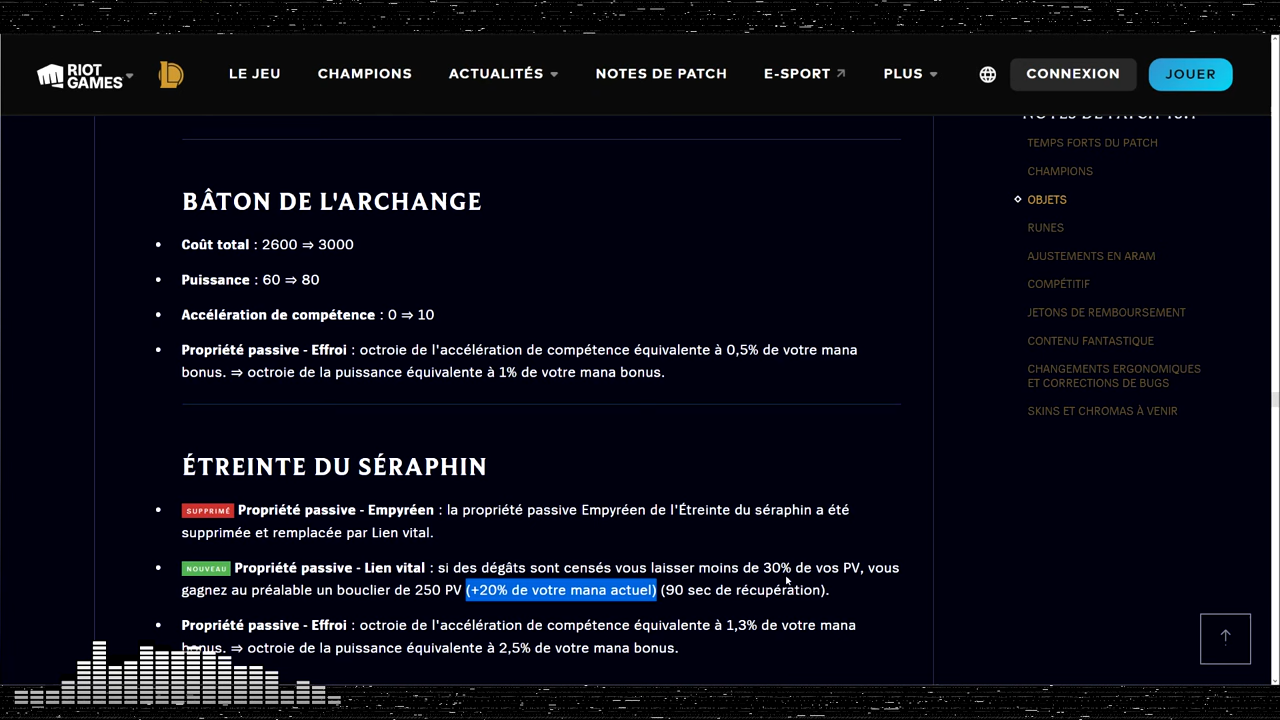 RIOT
GAMES
LE JEU
CHAMPIONS
ACTUALITÉS
NOTES DE PATCH
E-SPORT
PLUS
CONNEXION
JOUER
NOTES DE PATCH
TEMPS FORTS DU PATCH
CHAMPIONS
OBJETS
RUNES
AJUSTEMENTS EN ARAM
COMPÉTITIF
JETONS DE REMBOURSEMENT
CONTENU FANTASTIQUE
CHANGEMENTS ERGONOMIQUES
ET CORRECTIONS DE BUGS
SKINS ET CHROMAS À VENIR
BÂTON DE L'ARCHANGE
Coût total : 2600 ⇒ 3000
Puissance : 60 ⇒ 80
Accélération de compétence : 0 ⇒ 10
Propriété passive - Effroi : octroie de l'accélération de compétence équivalente à 0,5% de votre mana
bonus. ⇒ octroie de la puissance équivalente à 1% de votre mana bonus.
ÉTREINTE DU SÉRAPHIN
SUPPRIMÉ Propriété passive - Empyréen : la propriété passive Empyréen de l'Étreinte du séraphin a été
supprimée et remplacée par Lien vital.
NOUVEAU Propriété passive - Lien vital : si des dégâts sont censés vous laisser moins de 30% de vos PV, vous
gagnez au préalable un bouclier de 250 PV (+20% de votre mana actuel) (90 sec de récupération).
Propriété passive - Effroi : octroie de l'accélération de compétence équivalente à 1,3% de votre mana
bonus. ⇒ octroie de la puissance équivalente à 2,5% de votre mana bonus.